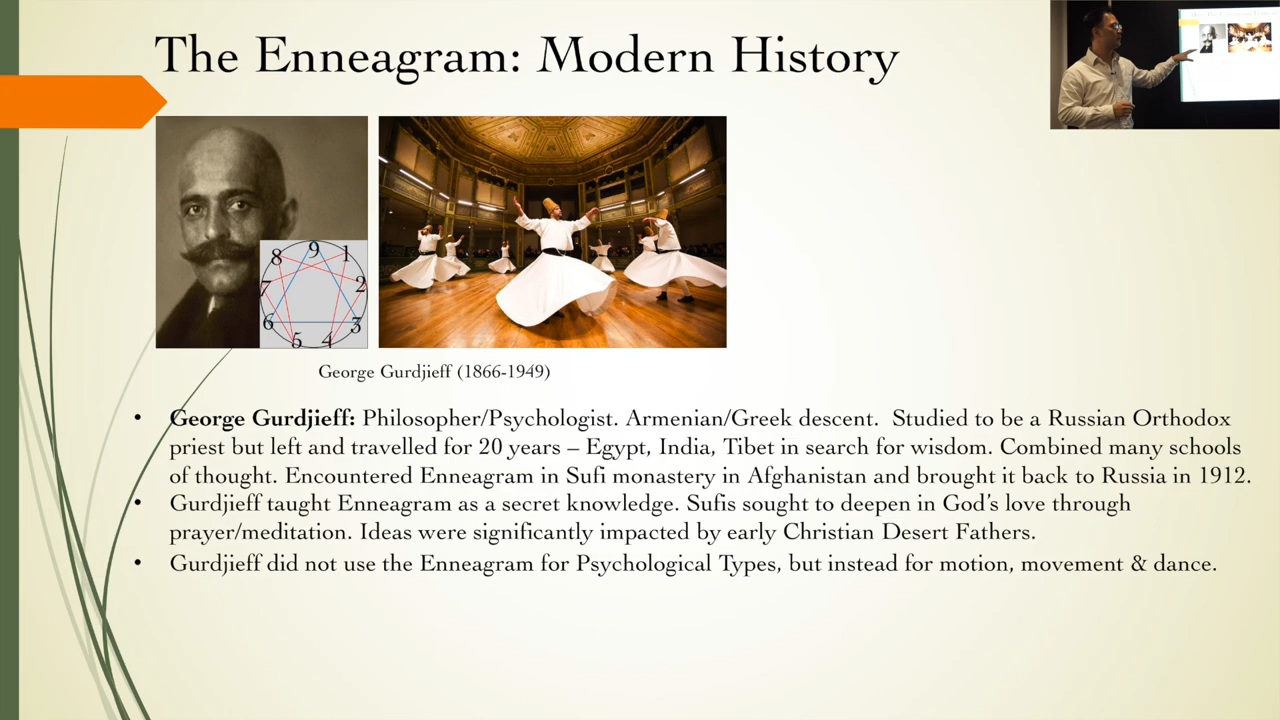 The Enneagram: Modern History
8
9
1
7
2
6
3
5
4
George Gurdjieff (1866-1949)
• George Gurdjieff: Philosopher/Psychologist. Armenian/Greek descent.  Studied to be a Russian Orthodox
priest but left and travelled for 20 years – Egypt, India, Tibet in search for wisdom. Combined many schools
of thought. Encountered Enneagram in Sufi monastery in Afghanistan and brought it back to Russia in 1912.
• Gurdjieff taught Enneagram as a secret knowledge. Sufis sought to deepen in God’s love through
prayer/meditation. Ideas were significantly impacted by early Christian Desert Fathers.
• Gurdjieff did not use the Enneagram for Psychological Types, but instead for motion, movement & dance.